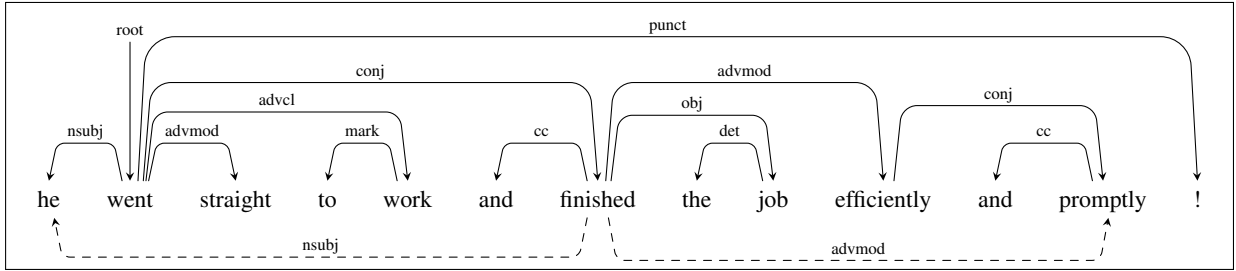 punct
root
conj
advmod
advcl
obj
conj
nsubj
advmod
mark
cc
det
cc
he went straight to work and finished the job efficiently and promptly !
nsubj
advmod